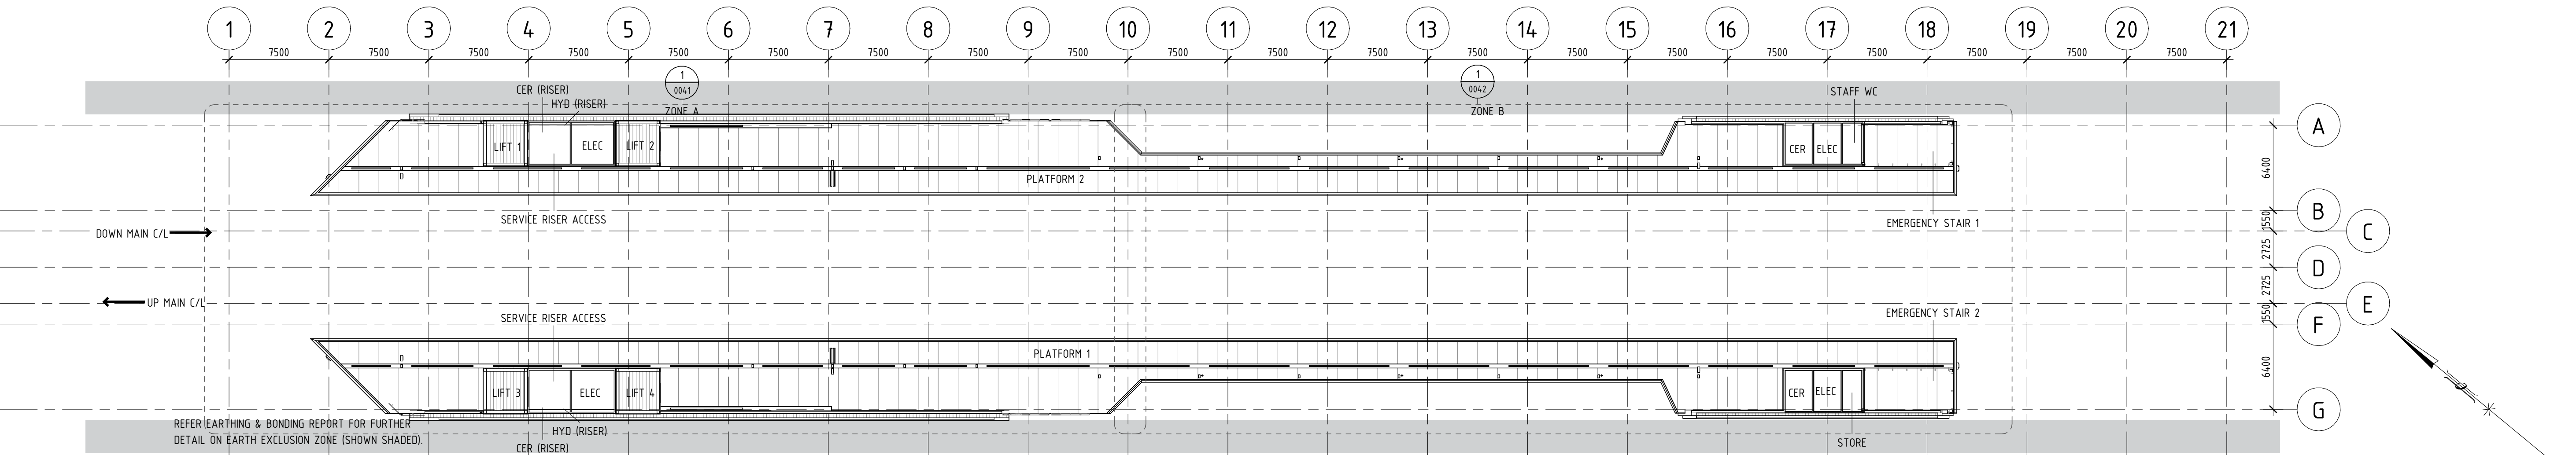 1 2 3 4 5 6 7 8 9 10 11 12 13 14 15 16 17 18 19 20 21
7500 7500 7500 7500 7500 7500 7500 7500 7500 7500 7500 7500 7500 7500 7500 7500 7500 7500 7500 7500
1
0041
ZONE A
1
0042
ZONE B
CER (RISER)
HYD (RISER)
STAFF WC
LIFT 1
ELEC
LIFT 2
CER
ELEC
PLATFORM 2
SERVICE RISER ACCESS
EMERGENCY STAIR 1
DOWN MAIN C/L
UP MAIN C/L
SERVICE RISER ACCESS
EMERGENCY STAIR 2
PLATFORM 1
LIFT 3
ELEC
LIFT 4
CER
ELEC
HYD (RISER)
CER (RISER)
STORE
REFER EARTHING & BONDING REPORT FOR FURTHER
DETAIL ON EARTH EXCLUSION ZONE (SHOWN SHADED).
A
6400
B
1550
C
2725
D
2725
E
1550
F
6400
G